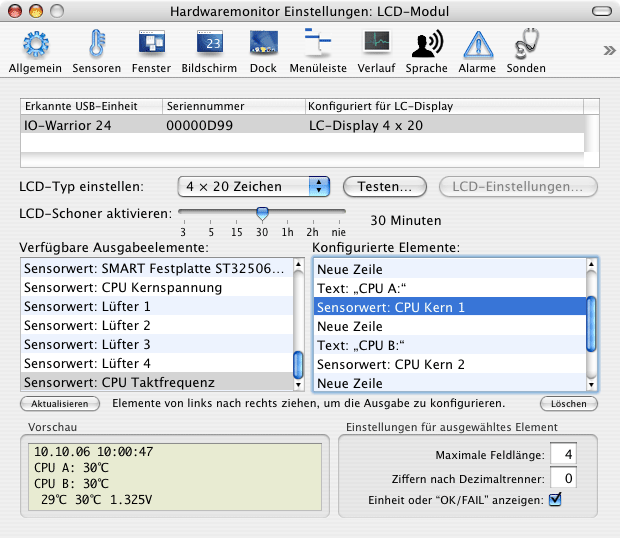 Hardwaremonitor Einstellungen: LCD-Modul
Allgemein Sensoren Fenster Bildschirm Dock Menüleiste Verlauf Sprache Alarme Sonden
23
Erkannte USB-Einheit Seriennummer Konfiguriert für LC-Display
IO-Warrior 24 00000D99 LC-Display 4 x 20
LCD-Typ einstellen: 4 × 20 Zeichen Testen... LCD-Einstellungen...
LCD-Schoner aktivieren: 30 Minuten
3 5 15 30 1h 2h nie
Verfügbare Ausgabeelemente:
Sensorwert: SMART Festplatte ST32506...
Sensorwert: CPU Kernspannung
Sensorwert: Lüfter 1
Sensorwert: Lüfter 2
Sensorwert: Lüfter 3
Sensorwert: Lüfter 4
Sensorwert: CPU Taktfrequenz
Konfigurierte Elemente:
Neue Zeile
Text: „CPU A:“
Sensorwert: CPU Kern 1
Neue Zeile
Text: „CPU B:“
Sensorwert: CPU Kern 2
Neue Zeile
Aktualisieren Elemente von links nach rechts ziehen, um die Ausgabe zu konfigurieren. Löschen
Vorschau
10.10.06 10:00:47
CPU A: 30℃
CPU B: 30℃
29℃ 30℃ 1.325V
Einstellungen für ausgewähltes Element
Maximale Feldlänge: 4
Ziffern nach Dezimaltrenner: 0
Einheit oder “OK/FAIL” anzeigen: